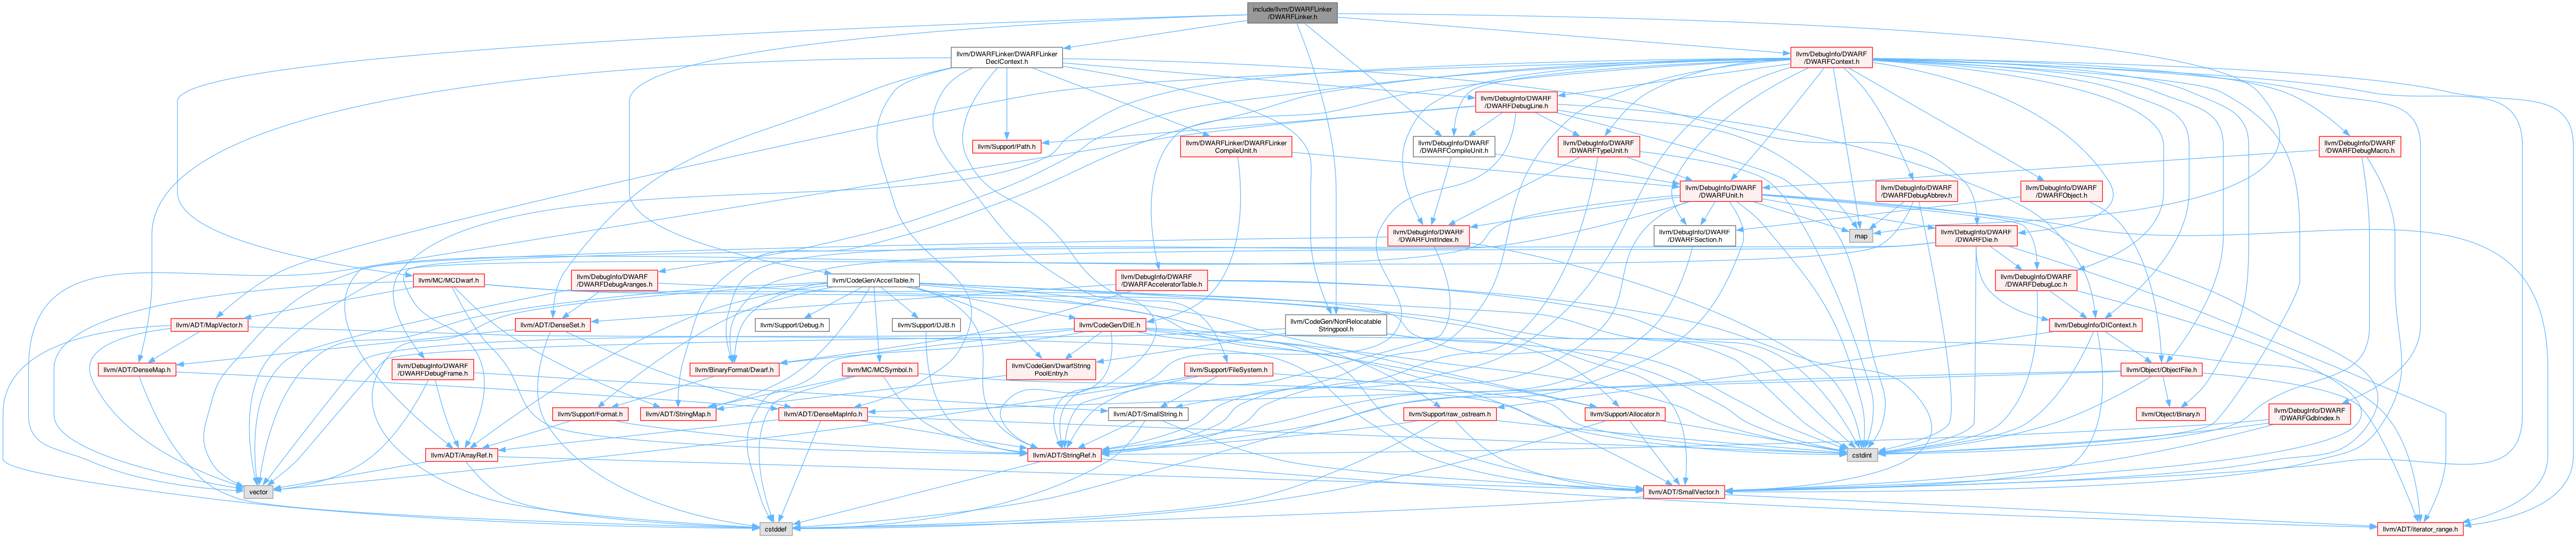 include/llvm/DWARFLinker
/DWARFLinker.h
llvm/DWARFLinker/DWARFLinker
DeclContext.h
llvm/DebugInfo/DWARF
/DWARFContext.h
llvm/DebugInfo/DWARF
/DWARFDebugLine.h
llvm/Support/Path.h
llvm/DWARFLinker/DWARFLinker
CompileUnit.h
llvm/DebugInfo/DWARF
/DWARFCompileUnit.h
llvm/DebugInfo/DWARF
/DWARFTypeUnit.h
llvm/DebugInfo/DWARF
/DWARFDebugMacro.h
llvm/DebugInfo/DWARF
/DWARFUnit.h
llvm/DebugInfo/DWARF
/DWARFDebugAbbrev.h
llvm/DebugInfo/DWARF
/DWARFObject.h
llvm/DebugInfo/DWARF
/DWARFUnitIndex.h
llvm/DebugInfo/DWARF
/DWARFSection.h
map
llvm/DebugInfo/DWARF
/DWARFDie.h
llvm/MC/MCDwarf.h
llvm/DebugInfo/DWARF
/DWARFDebugAranges.h
llvm/CodeGen/AccelTable.h
llvm/DebugInfo/DWARF
/DWARFAcceleratorTable.h
llvm/DebugInfo/DWARF
/DWARFDebugLoc.h
llvm/ADT/MapVector.h
llvm/ADT/DenseSet.h
llvm/Support/Debug.h
llvm/Support/DJB.h
llvm/CodeGen/DIE.h
llvm/CodeGen/NonRelocatable
Stringpool.h
llvm/DebugInfo/DIContext.h
llvm/ADT/DenseMap.h
llvm/DebugInfo/DWARF
/DWARFDebugFrame.h
llvm/BinaryFormat/Dwarf.h
llvm/MC/MCSymbol.h
llvm/CodeGen/DwarfString
PoolEntry.h
llvm/Support/FileSystem.h
llvm/Object/ObjectFile.h
llvm/Support/Format.h
llvm/ADT/StringMap.h
llvm/ADT/DenseMapInfo.h
llvm/ADT/SmallString.h
llvm/Support/raw_ostream.h
llvm/Support/Allocator.h
llvm/Object/Binary.h
llvm/DebugInfo/DWARF
/DWARFGdbIndex.h
llvm/ADT/ArrayRef.h
llvm/ADT/StringRef.h
cstdint
vector
llvm/ADT/SmallVector.h
cstddef
llvm/ADT/iterator_range.h